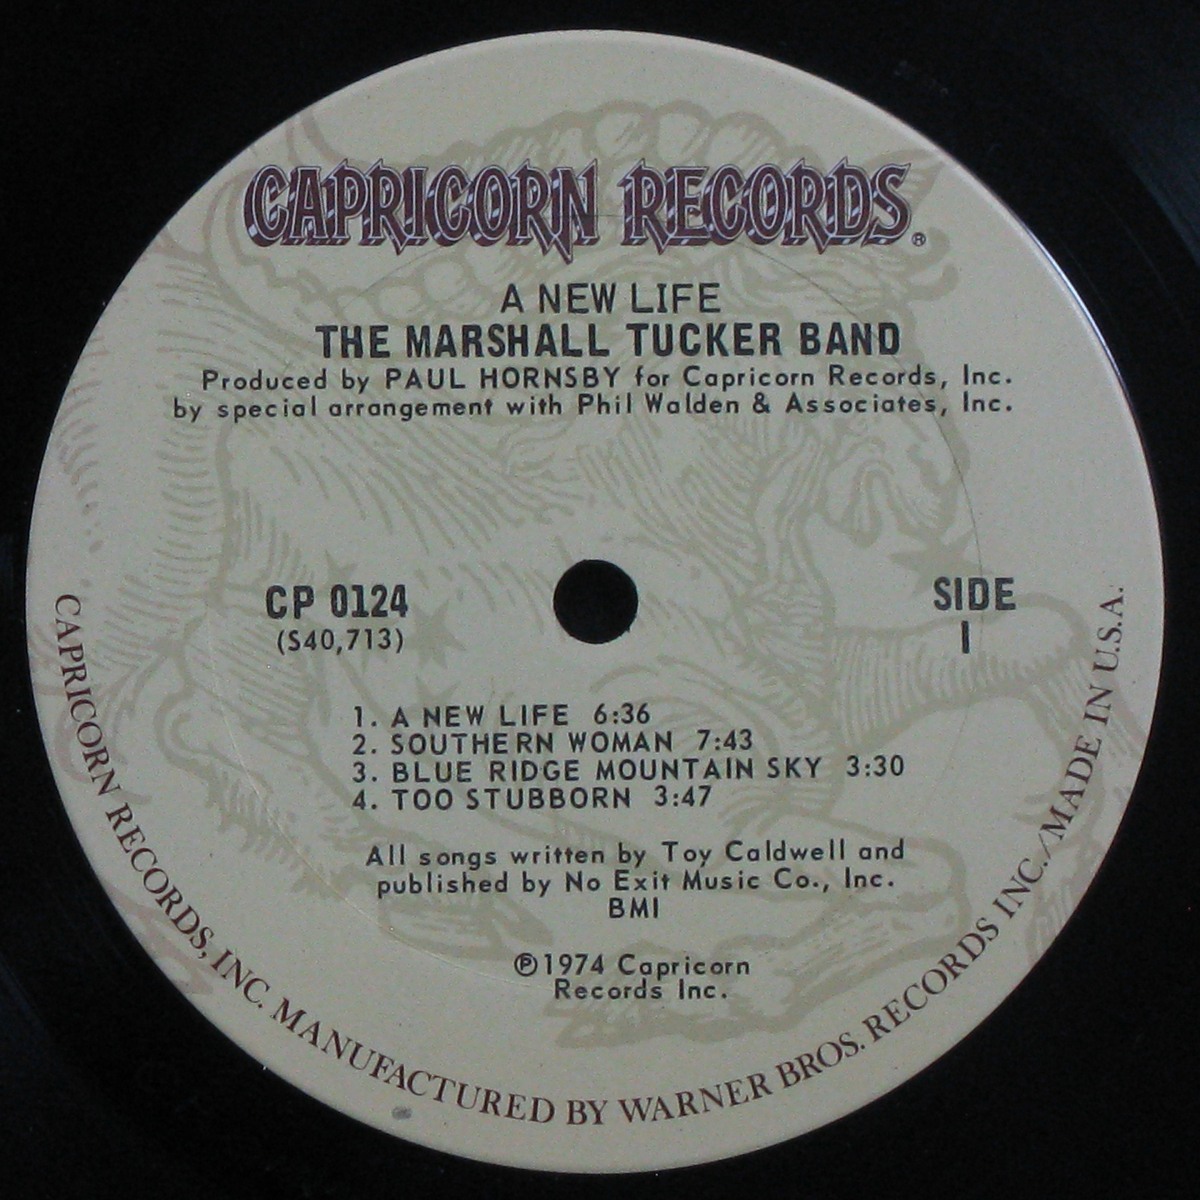 CAPRICORN RECORDS®
A NEW LIFE
THE MARSHALL TUCKER BAND
Produced by PAUL HORNSBY for Capricorn Records, Inc.
by special arrangement with Phil Walden & Associates, Inc.
CP 0124
(S40,713)
SIDE
1
1. A NEW LIFE 6:36
2. SOUTHERN WOMAN 7:43
3. BLUE RIDGE MOUNTAIN SKY 3:30
4. TOO STUBBORN 3:47
All songs written by Toy Caldwell and
published by No Exit Music Co., Inc.
BMI
℗1974 Capricorn
Records Inc.
CAPRICORN RECORDS, INC. MANUFACTURED BY WARNER BROS. RECORDS INC./MADE IN U.S.A.